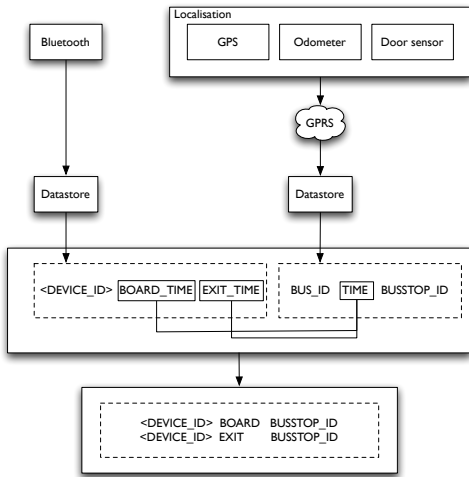 Localisation
Bluetooth
GPS
Odometer
Door sensor
GPRS
Datastore
Datastore
<DEVICE_ID> BOARD_TIME EXIT_TIME
BUS_ID TIME BUSSTOP_ID
<DEVICE_ID> BOARD BUSSTOP_ID
<DEVICE_ID> EXIT BUSSTOP_ID